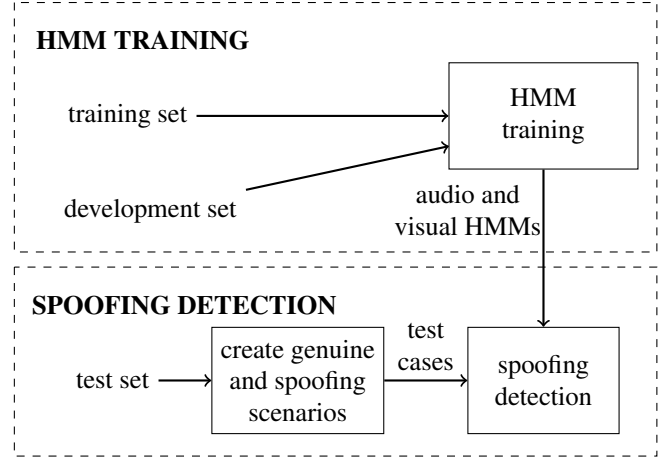 HMM TRAINING
training set
HMM
training
development set
audio and
visual HMMs
SPOOFING DETECTION
test set
create genuine
and spoofing
scenarios
test
cases
spoofing
detection